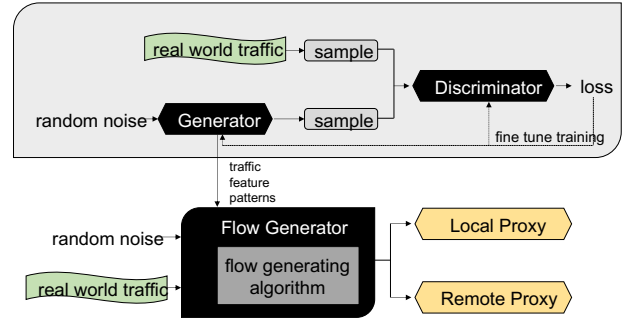 real world traffic
sample
Discriminator
loss
random noise
Generator
sample
fine tune training
traffic
feature
patterns
Flow Generator
random noise
flow generating
algorithm
real world traffic
Local Proxy
Remote Proxy